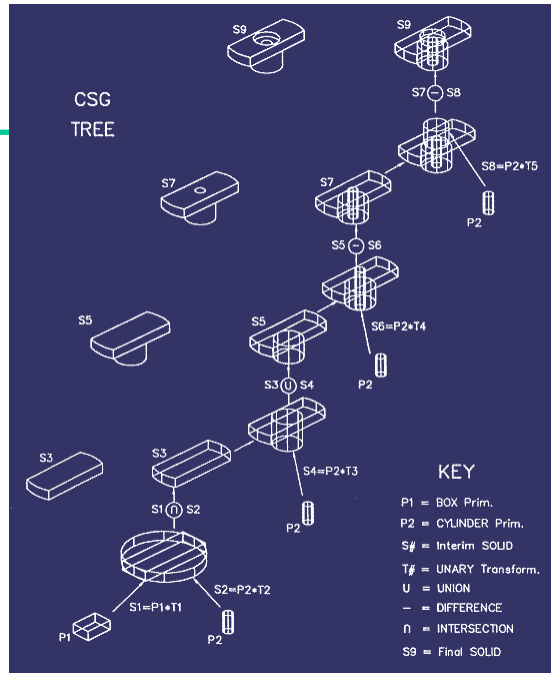 S9
S9
CSG
TREE
S7 − S8
S8=P2*T5
P2
S7
S7
S5 − S6
S6=P2*T4
P2
S5
S5
S3 ∪ S4
S4=P2*T3
P2
S3
S3
S1 ∩ S2
S1=P1*T1
S2=P2*T2
P1
P2
KEY
P1 = BOX Prim.
P2 = CYLINDER Prim.
S# = Interim SOLID
T# = UNARY Transform.
U = UNION
− = DIFFERENCE
∩ = INTERSECTION
S9 = Final SOLID